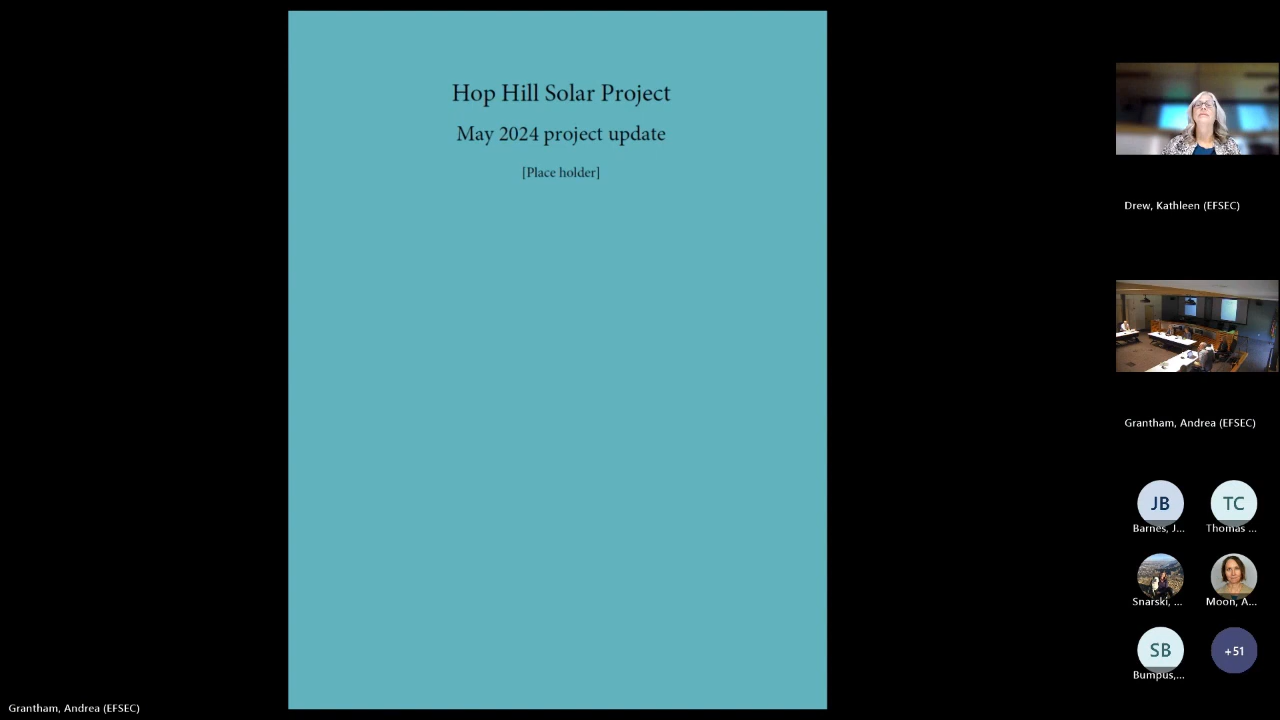 Hop Hill Solar Project
May 2024 project update
[Place holder]
Drew, Kathleen (EFSEC)
Grantham, Andrea (EFSEC)
JB
TC
Barnes, J...
Thomas ...
Snarski, ...
Moon, A...
SB
+51
Bumpus,...
Grantham, Andrea (EFSEC)